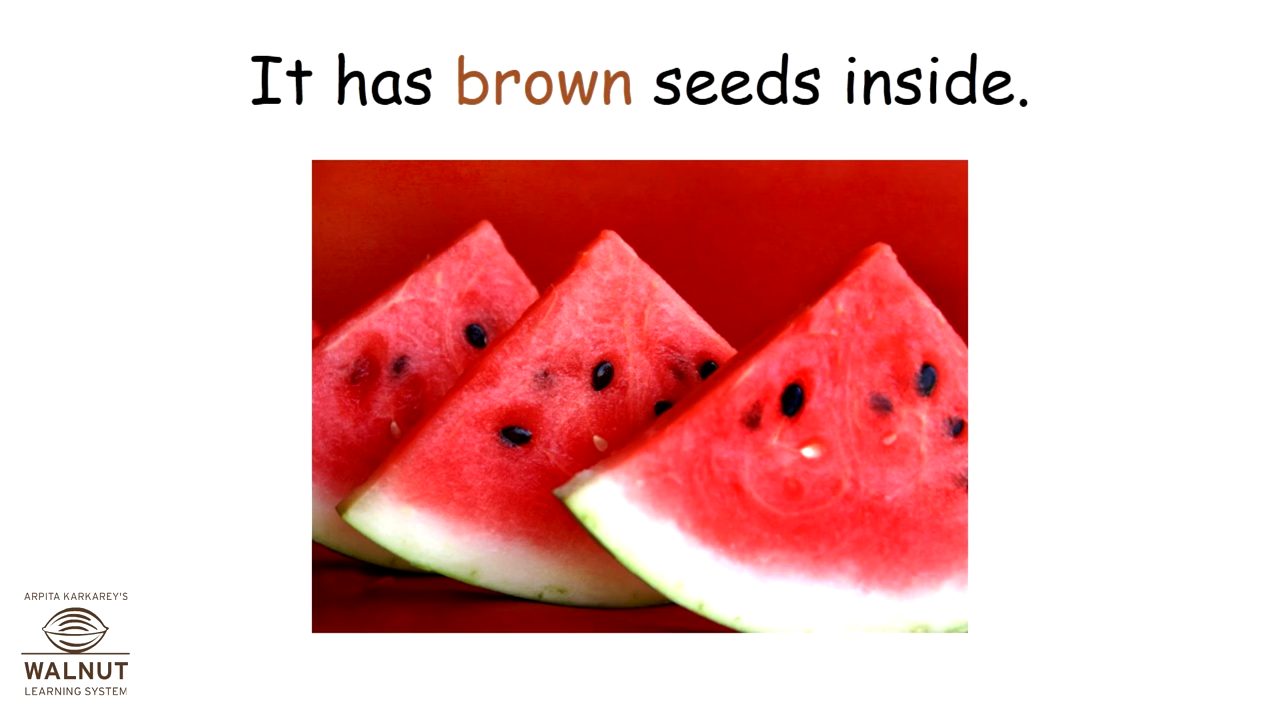 It has brown seeds inside.
ARPITA KARKAREY'S
WALNUT
LEARNING SYSTEM